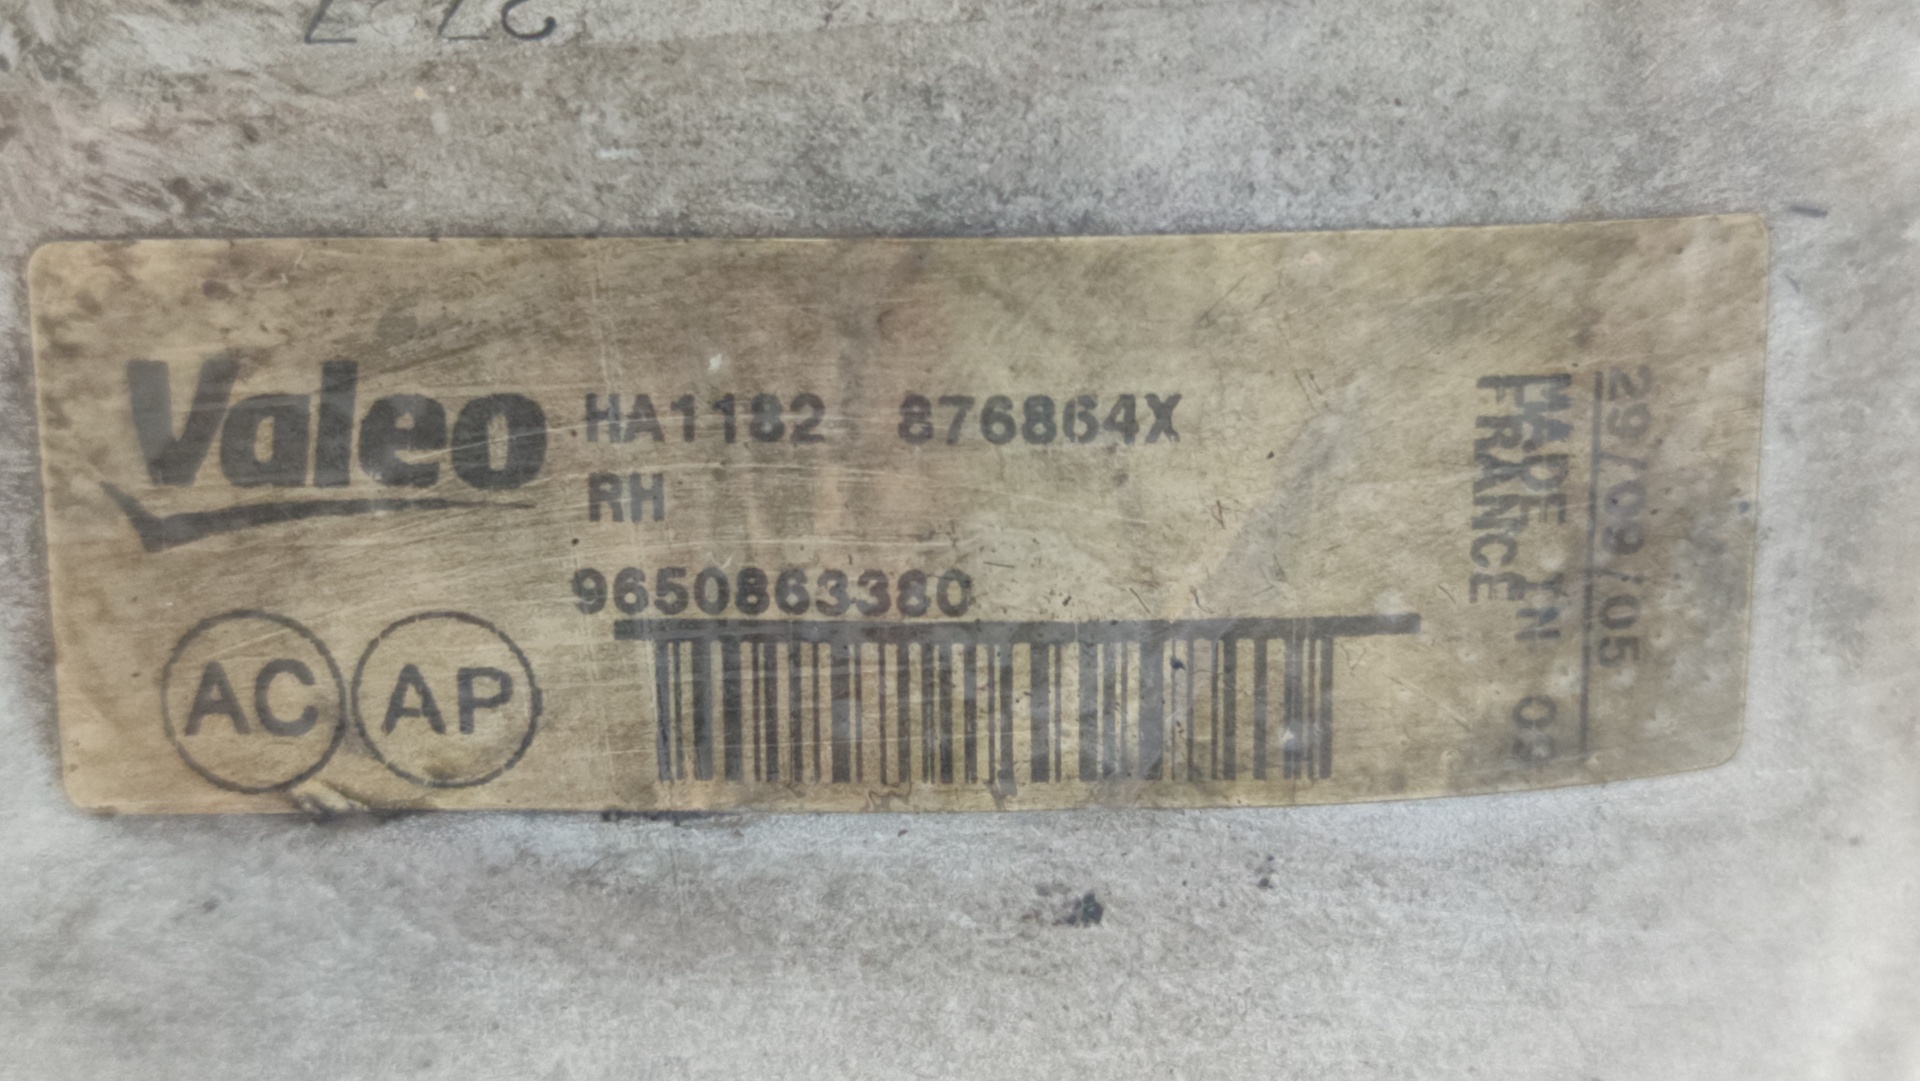 Valeo
HA1182 876864X
RH
9650863380
AC AP
MADE IN
FRANCE
29/09/05